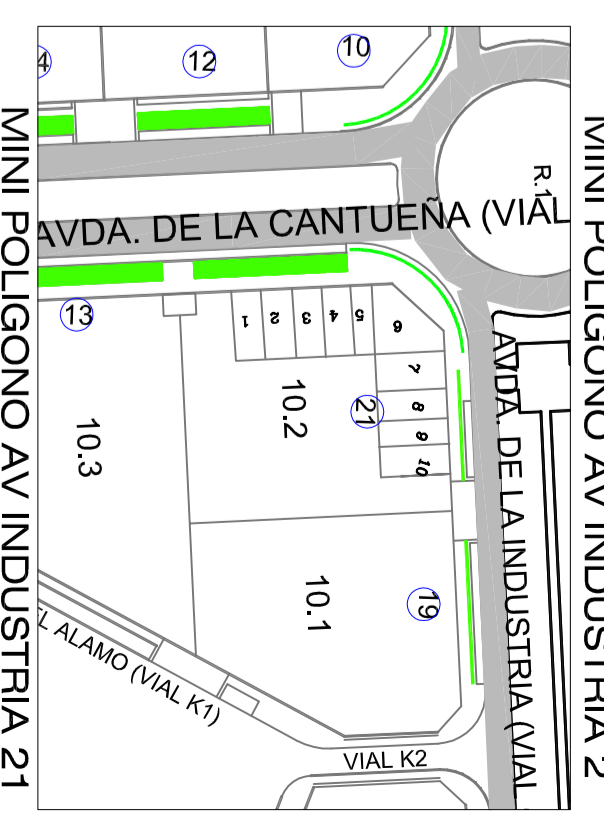 MINI POLIGONO AV INDUSTRIA 21
MINI POLIGONO AV INDUSTRIA 2
4
12
10
R.1
AVDA. DE LA CANTUEÑA (VIAL
13
1
2
3
4
5
6
7
8
9
10
21
10.2
10.3
AVDA. DE LA INDUSTRIA (VIAL
10.1
19
EL ALAMO (VIAL K1)
VIAL K2